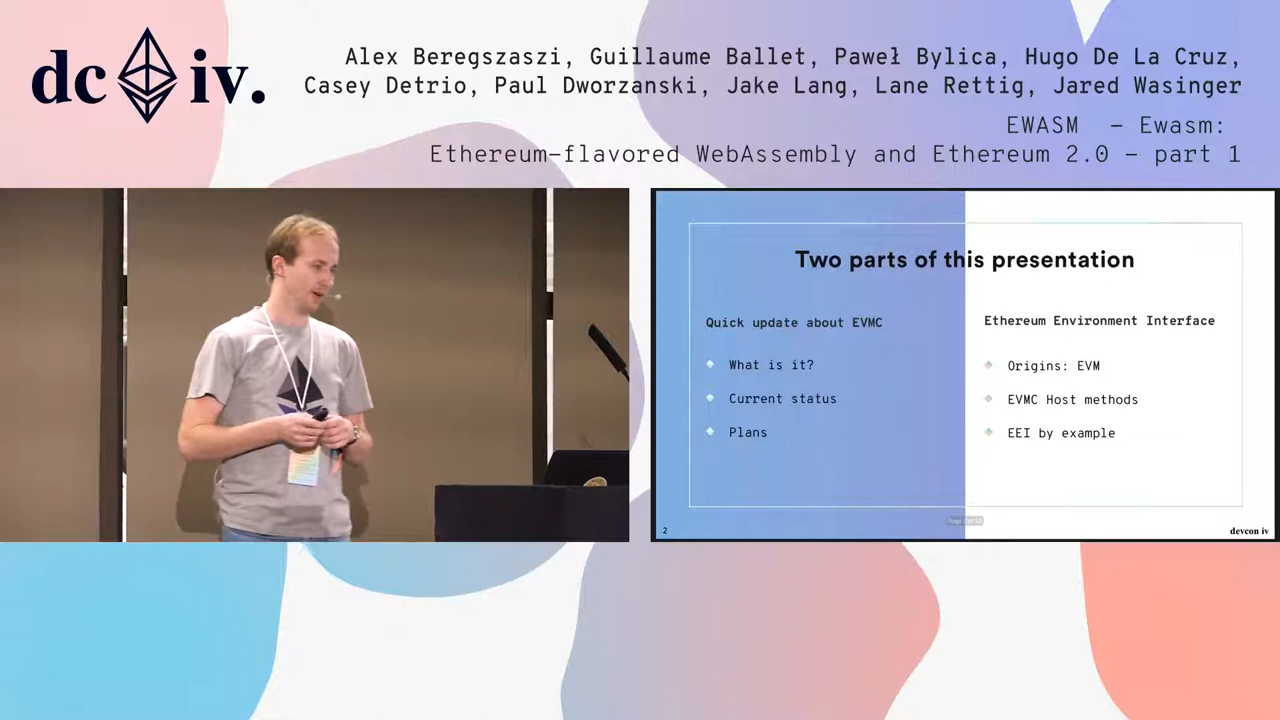 dc iv.
Alex Beregszaszi, Guillaume Ballet, Paweł Bylica, Hugo De La Cruz,
Casey Detrio, Paul Dworzanski, Jake Lang, Lane Rettig, Jared Wasinger
EWASM - Ewasm:
Ethereum-flavored WebAssembly and Ethereum 2.0 - part 1
Two parts of this presentation
Quick update about EVMC
What is it?
Current status
Plans
Ethereum Environment Interface
Origins: EVM
EVMC Host methods
EEI by example
2
devcon iv